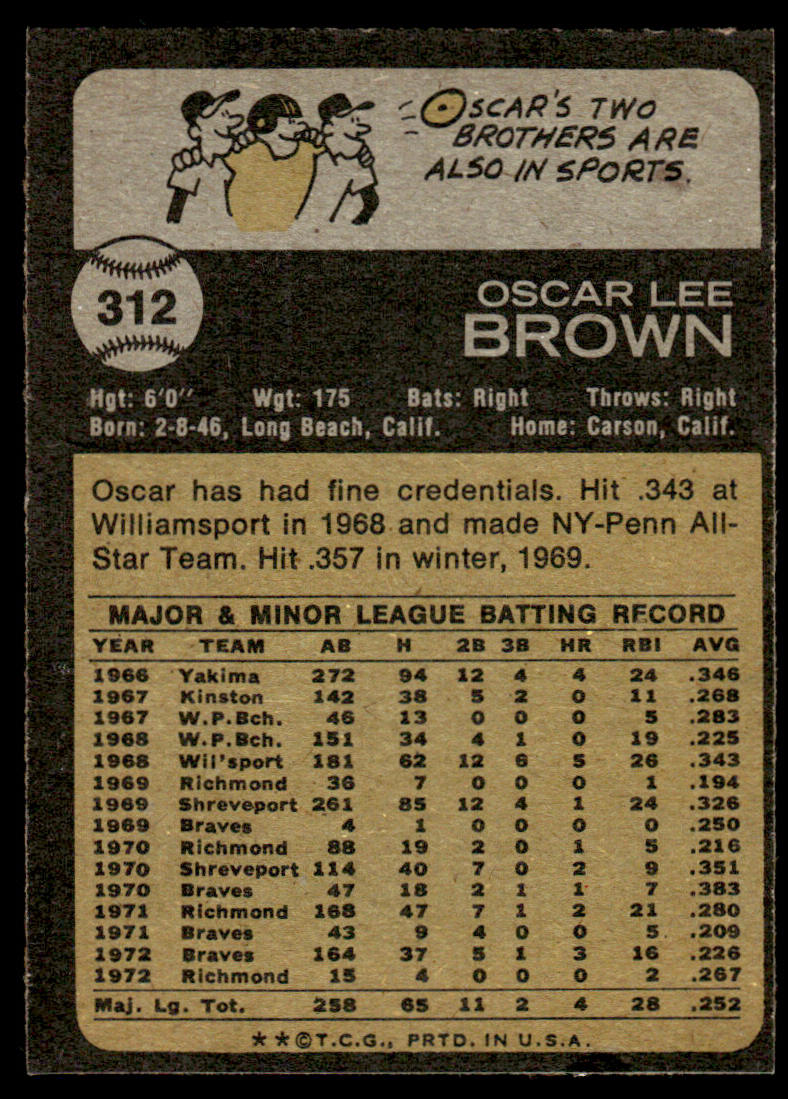 OSCAR'S TWO
BROTHERS ARE
ALSO IN SPORTS.
312
OSCAR LEE
BROWN
Hgt: 6'0" Wgt: 175 Bats: Right Throws: Right
Born: 2-8-46, Long Beach, Calif. Home: Carson, Calif.
Oscar has had fine credentials. Hit .343 at
Williamsport in 1968 and made NY-Penn All-
Star Team. Hit .357 in winter, 1969.
MAJOR & MINOR LEAGUE BATTING RECORD
YEAR TEAM AB H 2B 3B HR RBI AVG
1966 Yakima 272 94 12 4 4 24 .346
1967 Kinston 142 38 5 2 0 11 .268
1967 W.P.Bch. 46 13 0 0 0 5 .283
1968 W.P.Bch. 151 34 4 1 0 19 .225
1968 Wil'sport 181 62 12 6 5 26 .343
1969 Richmond 36 7 0 0 0 1 .194
1969 Shreveport 261 85 12 4 1 24 .326
1969 Braves 4 1 0 0 0 0 .250
1970 Richmond 88 19 2 0 1 5 .216
1970 Shreveport 114 40 7 0 2 9 .351
1970 Braves 47 18 2 1 1 7 .383
1971 Richmond 168 47 7 1 2 21 .280
1971 Braves 43 9 4 0 0 5 .209
1972 Braves 164 37 5 1 3 16 .226
1972 Richmond 15 4 0 0 0 2 .267
Maj. Lg. Tot. 258 65 11 2 4 28 .252
**©T.C.G., PRTD. IN U.S.A.